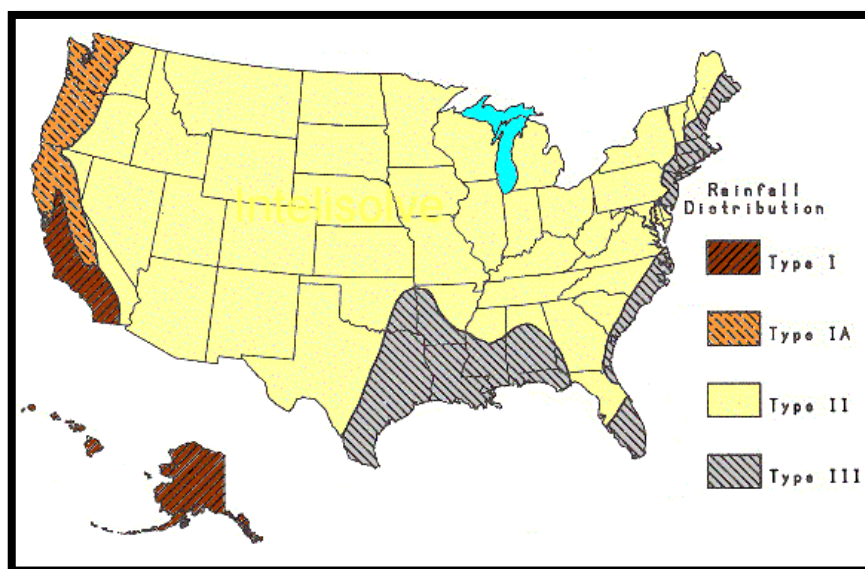 Intelisolve
Rainfall
Distribution
Type I
Type IA
Type II
Type III